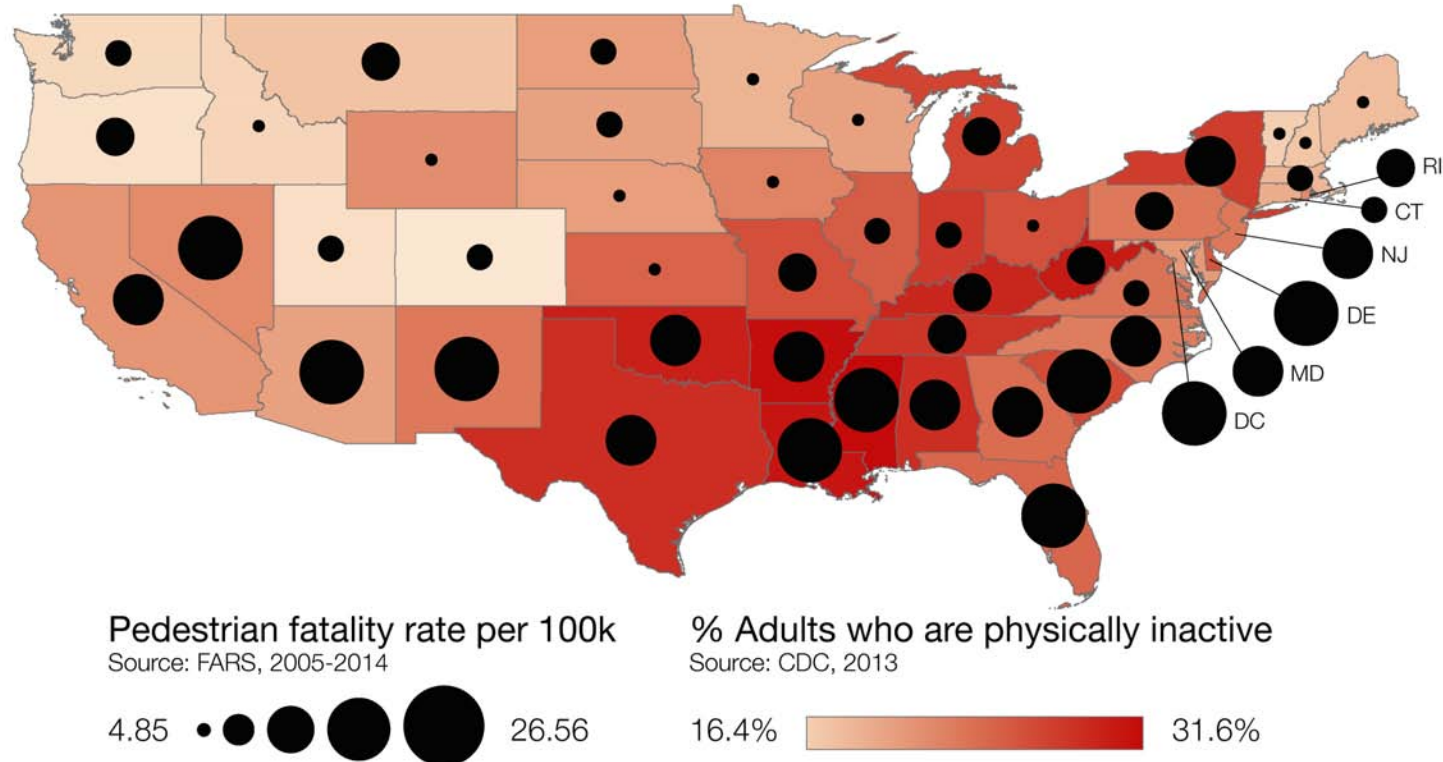 RI
CT
NJ
DE
MD
DC
Pedestrian fatality rate per 100k
Source: FARS, 2005-2014
4.85 26.56
% Adults who are physically inactive
Source: CDC, 2013
16.4% 31.6%